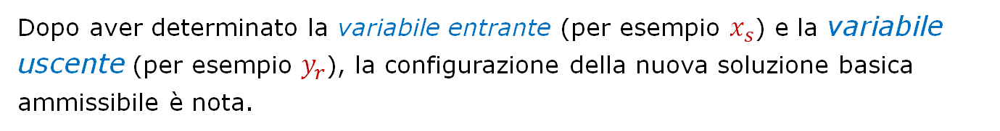 Dopo aver determinato la variabile entrante (per esempio xₛ) e la variabile
uscente (per esempio yᵣ), la configurazione della nuova soluzione basica
ammissibile è nota.